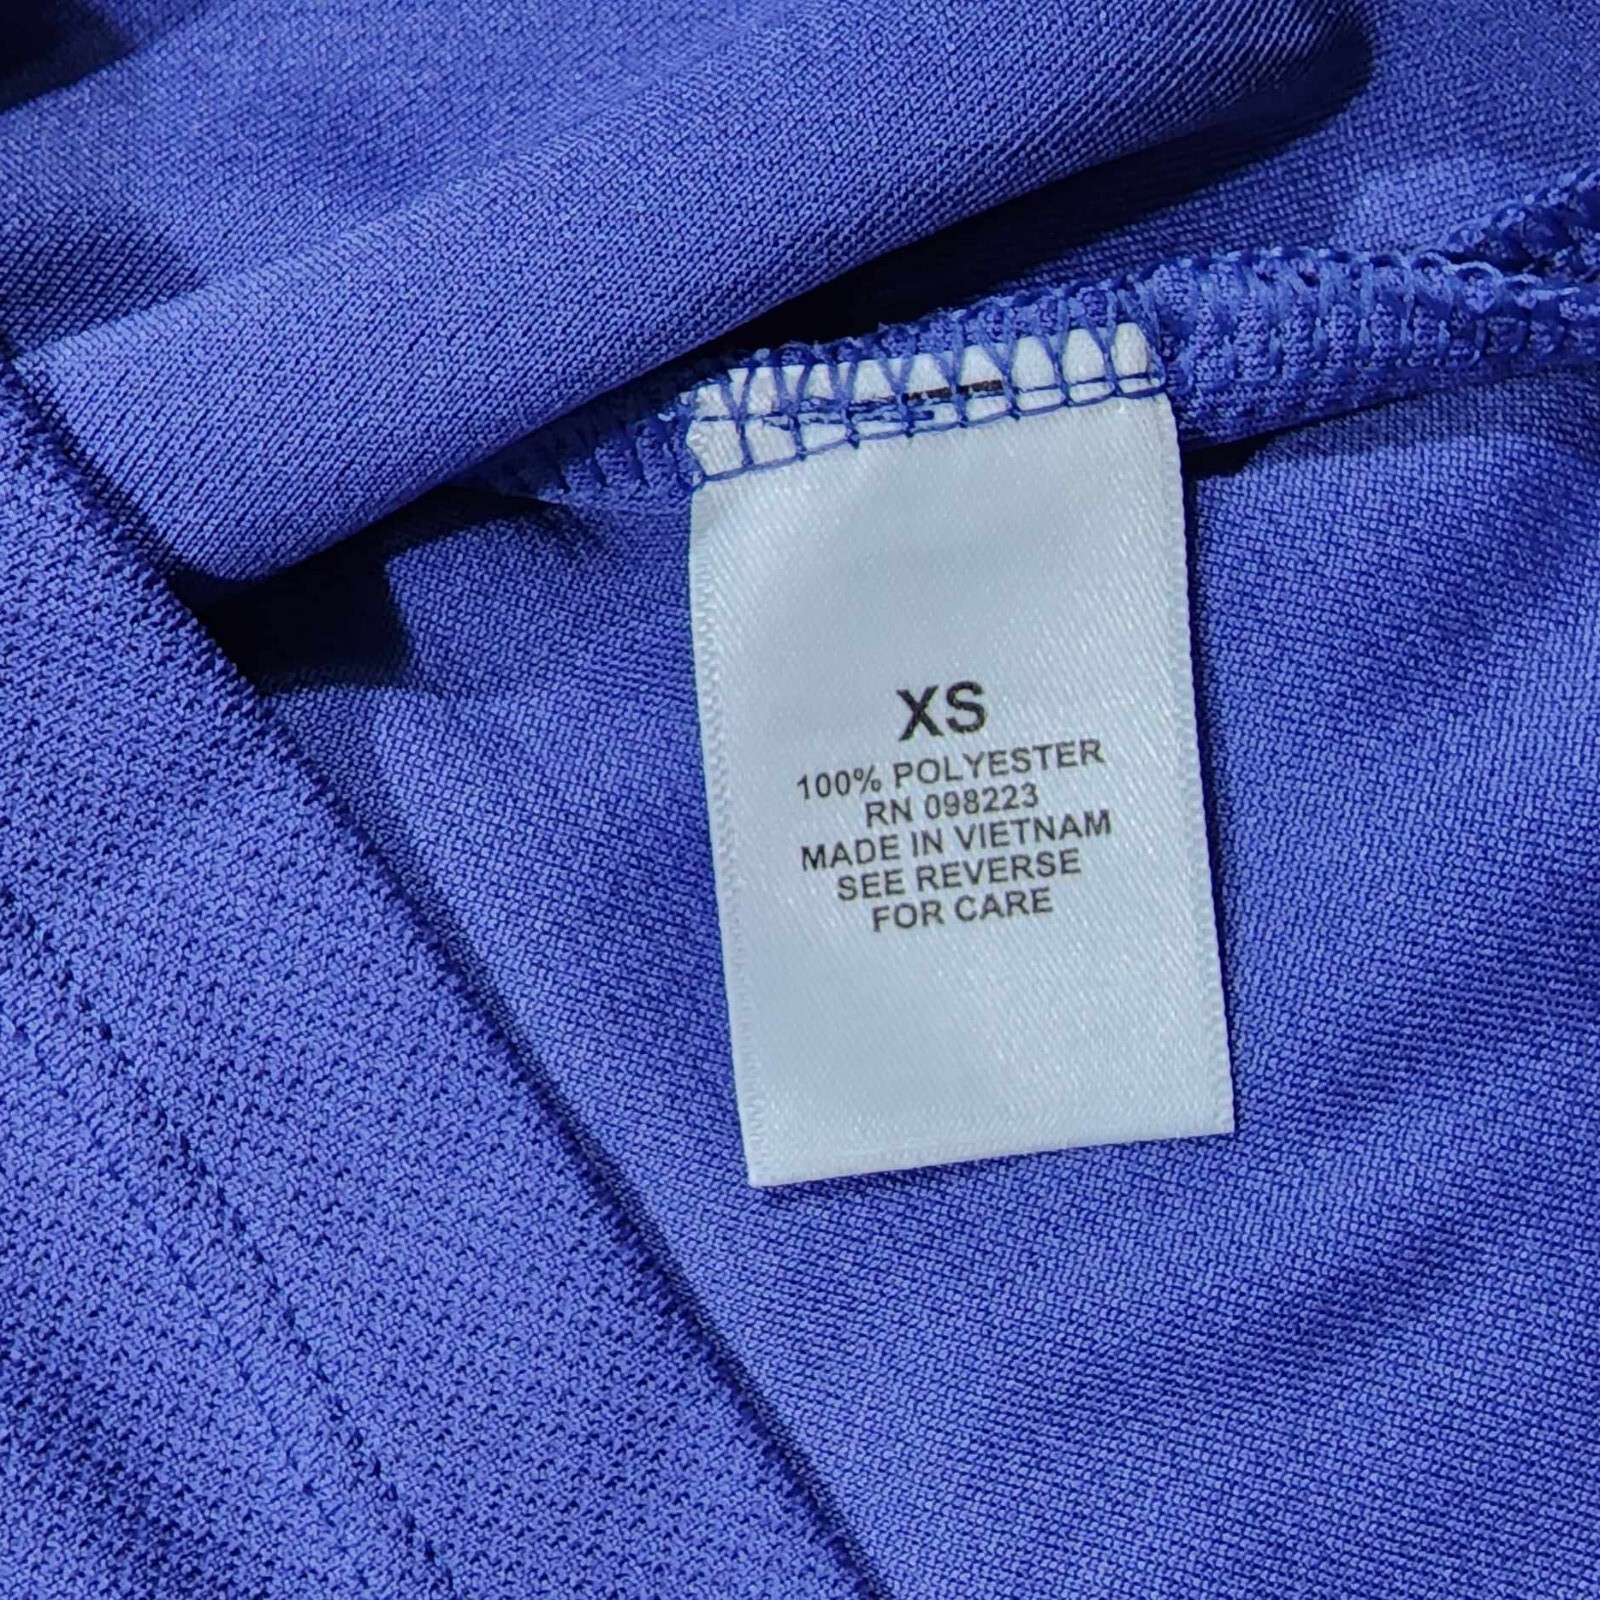 XS
100% POLYESTER
RN 098223
MADE IN VIETNAM
SEE REVERSE
FOR CARE